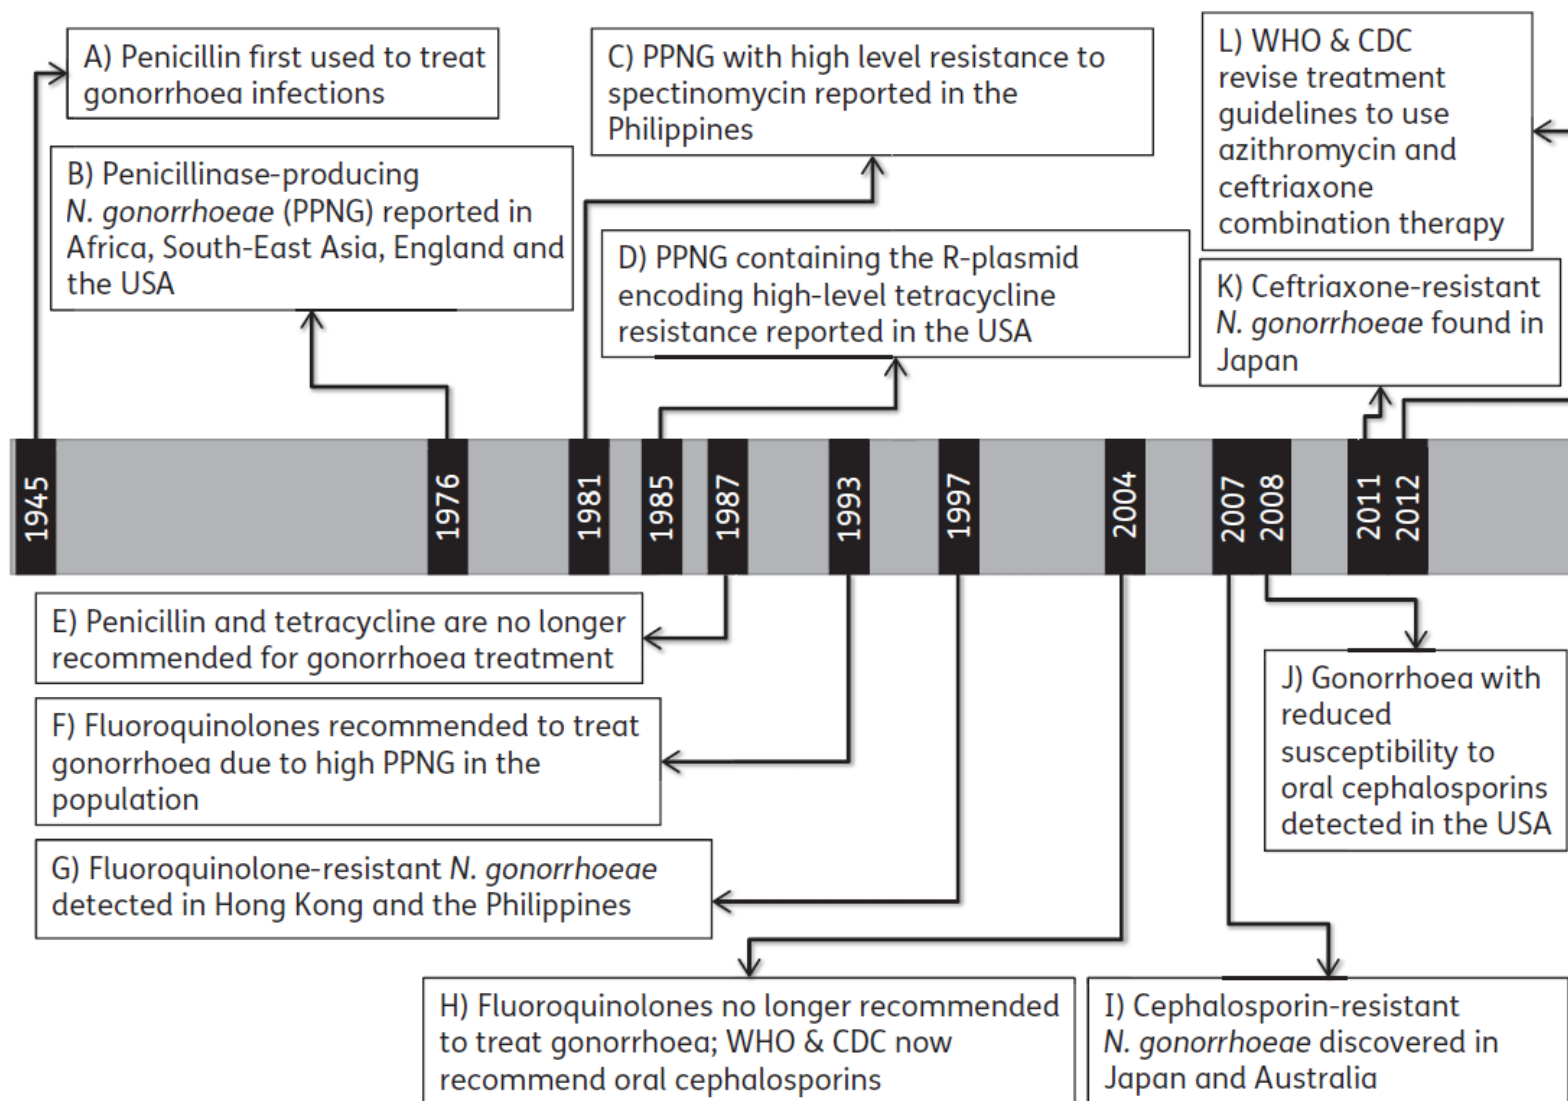 A) Penicillin first used to treat
gonorrhoea infections
B) Penicillinase-producing
N. gonorrhoeae (PPNG) reported in
Africa, South-East Asia, England and
the USA
C) PPNG with high level resistance to
spectinomycin reported in the
Philippines
D) PPNG containing the R-plasmid
encoding high-level tetracycline
resistance reported in the USA
L) WHO & CDC
revise treatment
guidelines to use
azithromycin and
ceftriaxone
combination therapy
K) Ceftriaxone-resistant
N. gonorrhoeae found in
Japan
1945
1976
1981
1985
1987
1993
1997
2004
2007
2008
2011
2012
E) Penicillin and tetracycline are no longer
recommended for gonorrhoea treatment
F) Fluoroquinolones recommended to treat
gonorrhoea due to high PPNG in the
population
G) Fluoroquinolone-resistant N. gonorrhoeae
detected in Hong Kong and the Philippines
H) Fluoroquinolones no longer recommended
to treat gonorrhoea; WHO & CDC now
recommend oral cephalosporins
I) Cephalosporin-resistant
N. gonorrhoeae discovered in
Japan and Australia
J) Gonorrhoea with
reduced
susceptibility to
oral cephalosporins
detected in the USA